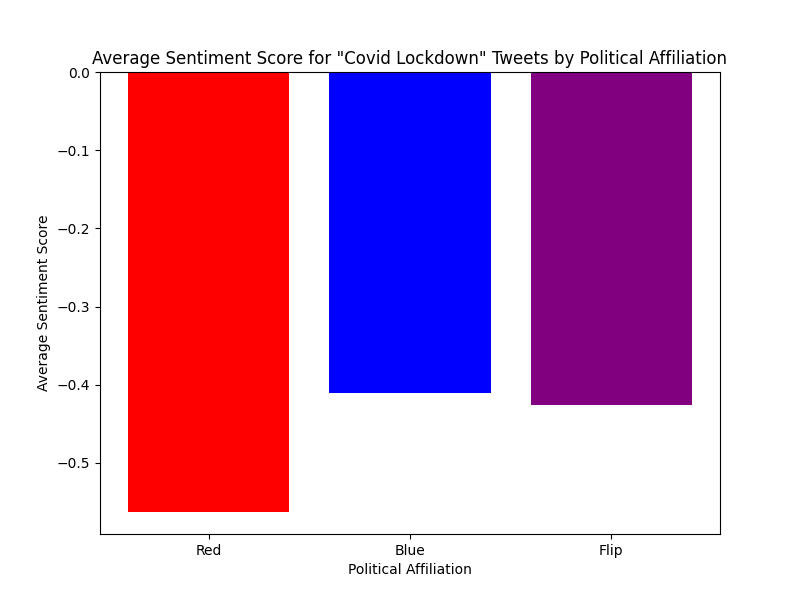 Average Sentiment Score for "Covid Lockdown" Tweets by Political Affiliation
0.0
−0.1
−0.2
−0.3
−0.4
−0.5
Average Sentiment Score
Red Blue Flip
Political Affiliation